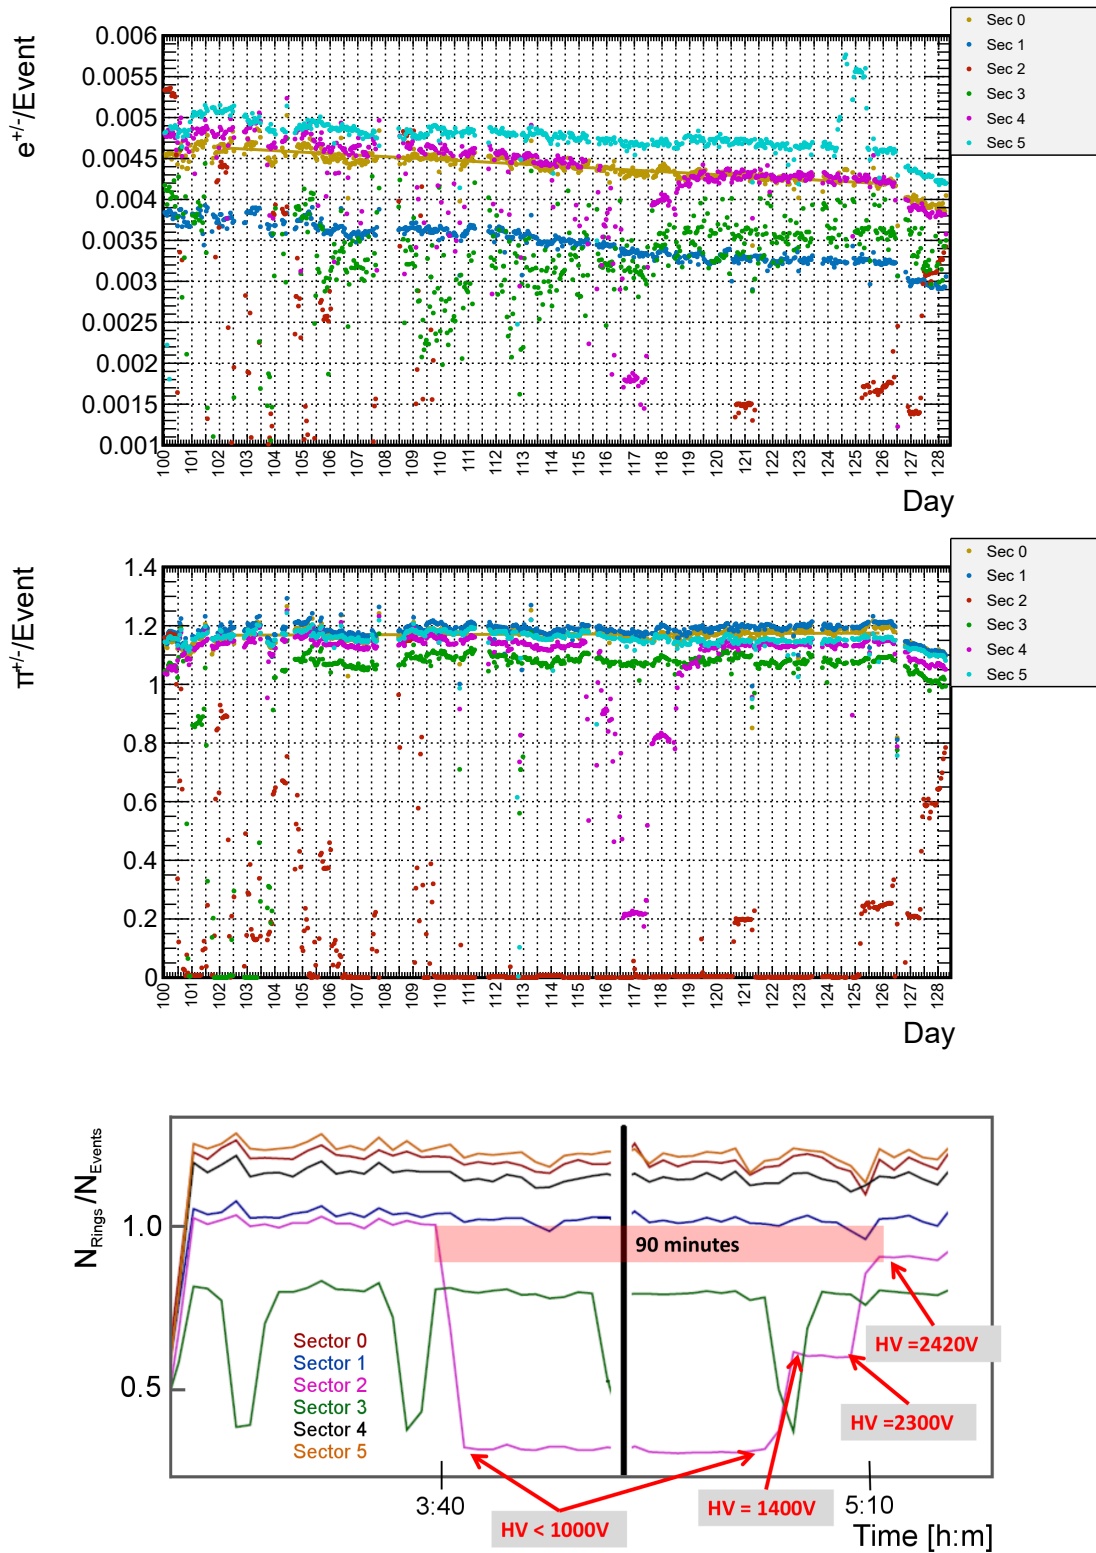 e+/-/Event
0.006
0.0055
0.005
0.0045
0.004
0.0035
0.003
0.0025
0.002
0.0015
0.001
100 101 102 103 104 105 106 107 108 109 110 111 112 113 114 115 116 117 118 119 120 121 122 123 124 125 126 127 128
Day
Sec 0
Sec 1
Sec 2
Sec 3
Sec 4
Sec 5
π+/-/Event
1.4
1.2
1
0.8
0.6
0.4
0.2
0
100 101 102 103 104 105 106 107 108 109 110 111 112 113 114 115 116 117 118 119 120 121 122 123 124 125 126 127 128
Day
Sec 0
Sec 1
Sec 2
Sec 3
Sec 4
Sec 5
NRings /NEvents
1.0
0.5
90 minutes
Sector 0
Sector 1
Sector 2
Sector 3
Sector 4
Sector 5
HV =2420V
HV =2300V
HV = 1400V
HV < 1000V
3:40
5:10
Time [h:m]